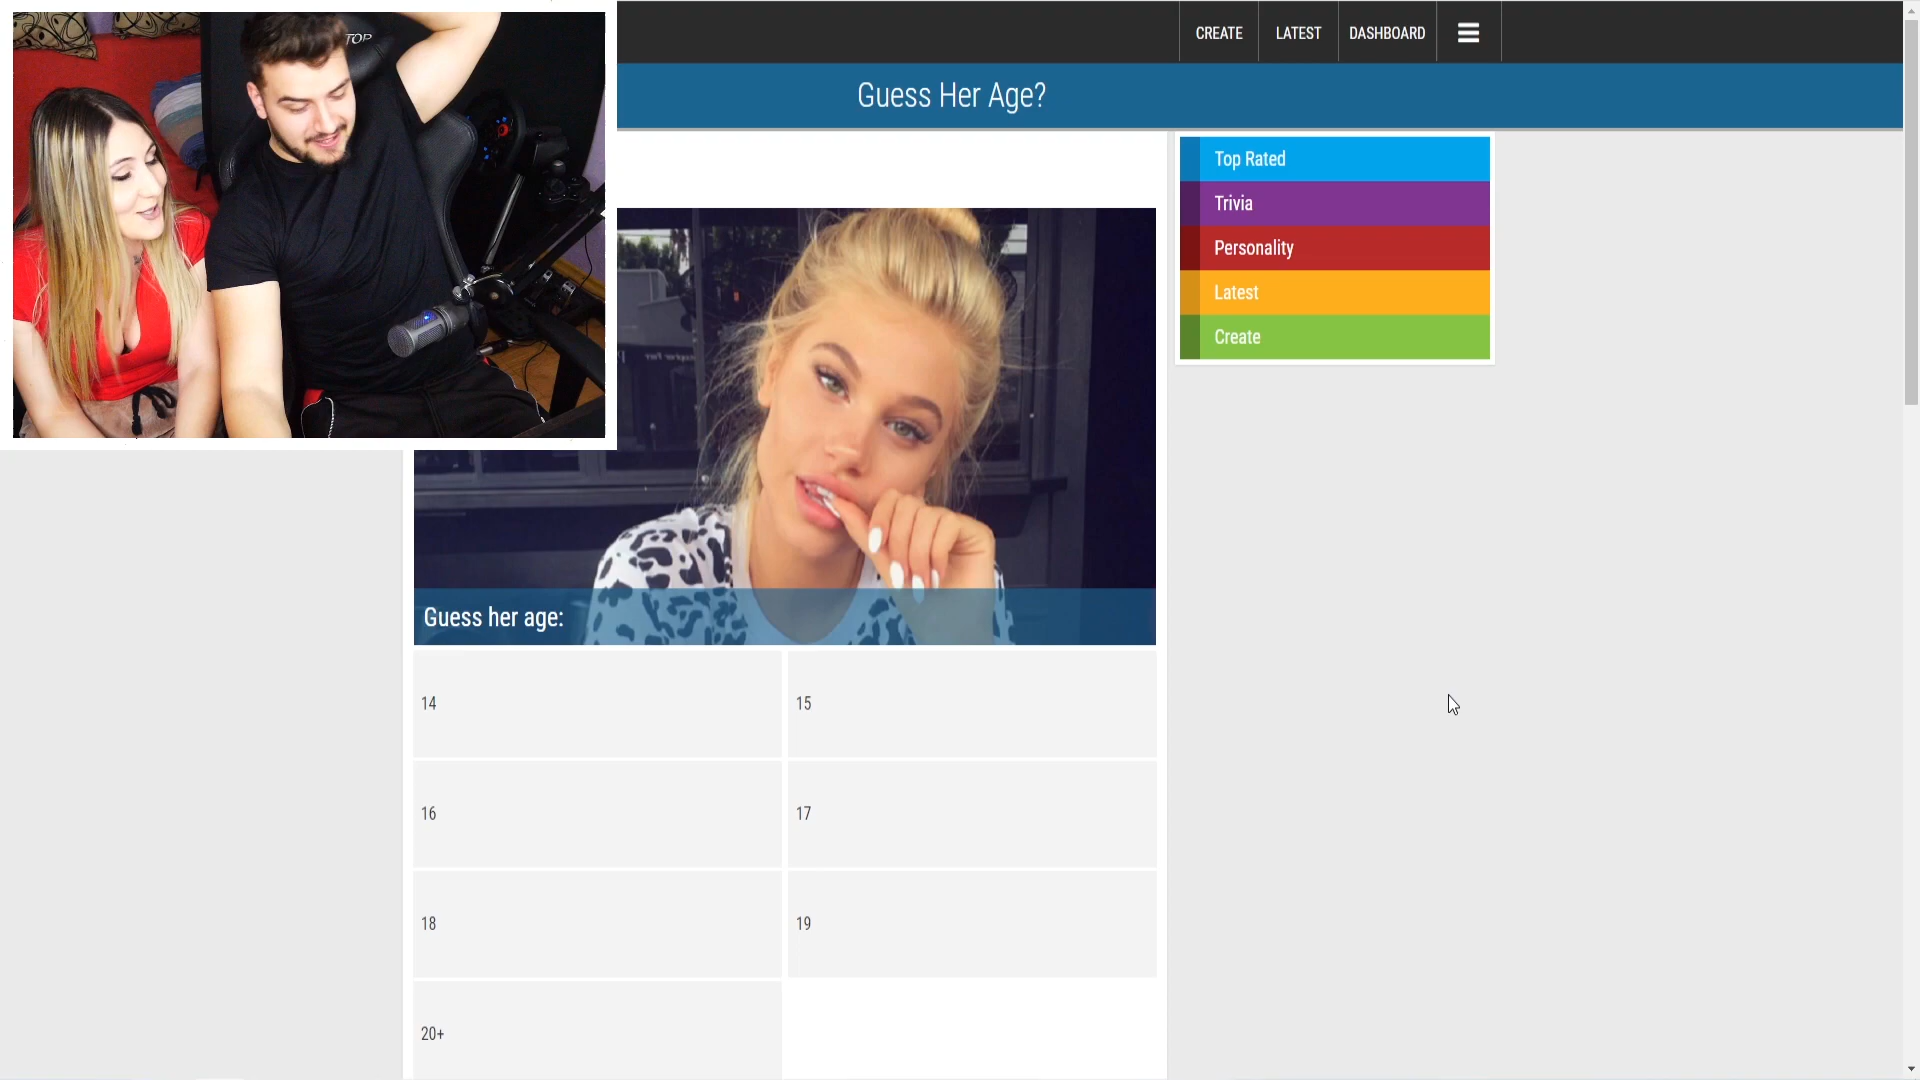 TOP
CREATE
LATEST
DASHBOARD
Guess Her Age?
Top Rated
Trivia
Personality
Latest
Create
Guess her age:
14
15
16
17
18
19
20+